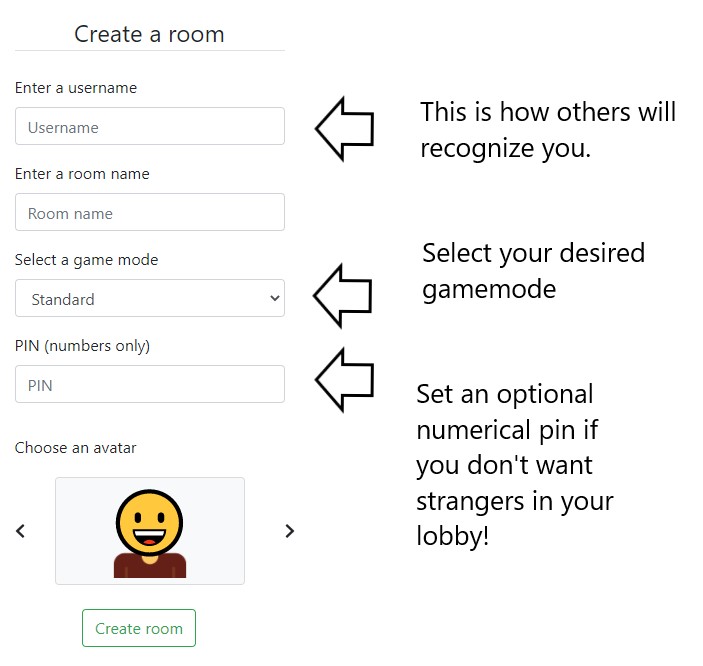 Create a room
Enter a username
Username
This is how others will
recognize you.
Enter a room name
Room name
Select a game mode
Standard
Select your desired
gamemode
PIN (numbers only)
PIN
Set an optional
numerical pin if
you don't want
strangers in your
lobby!
Choose an avatar
Create room